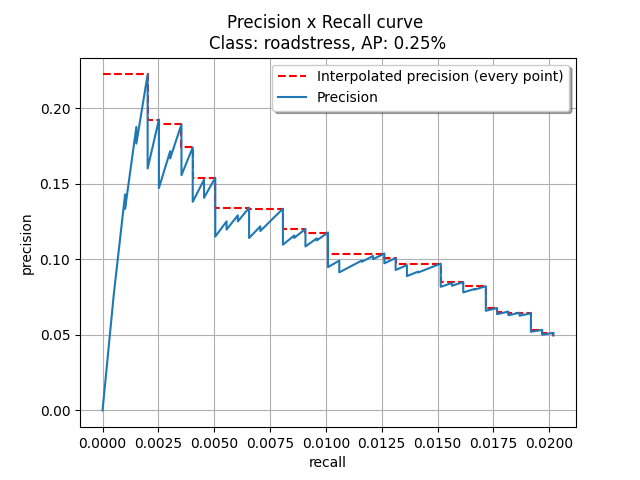 Precision x Recall curve
Class: roadstress, AP: 0.25%
Interpolated precision (every point)
Precision
0.20
0.15
0.10
0.05
0.00
precision
0.0000 0.0025 0.0050 0.0075 0.0100 0.0125 0.0150 0.0175 0.0200
recall